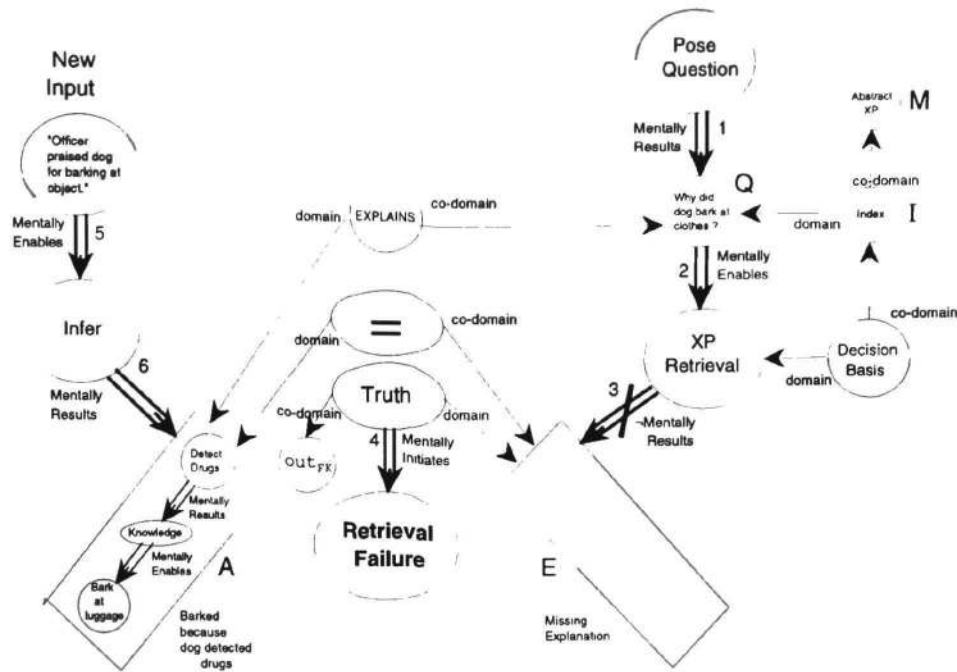 New
Input
"Officer
praised dog
for barking at
object."
Mentally
Enables
5
Infer
6
Mentally
Results
Detect
Drugs
Mentally
Results
Knowledge
Mentally
Enables
Bark
at
luggage
A
Barked
because
dog detected
drugs
domain
EXPLAINS
co-domain
=
domain
co-domain
Truth
co-domain
domain
out FK
4
Mentally
Initiates
Retrieval
Failure
Pose
Question
1
Mentally
Results
Q
Why did
dog bark at
clothes ?
2
Mentally
Enables
XP
Retrieval
3
¬Mentally
Results
E
Missing
Explanation
Abstract
XP
M
co-domain
Index
I
domain
co-domain
Decision
Basis
domain